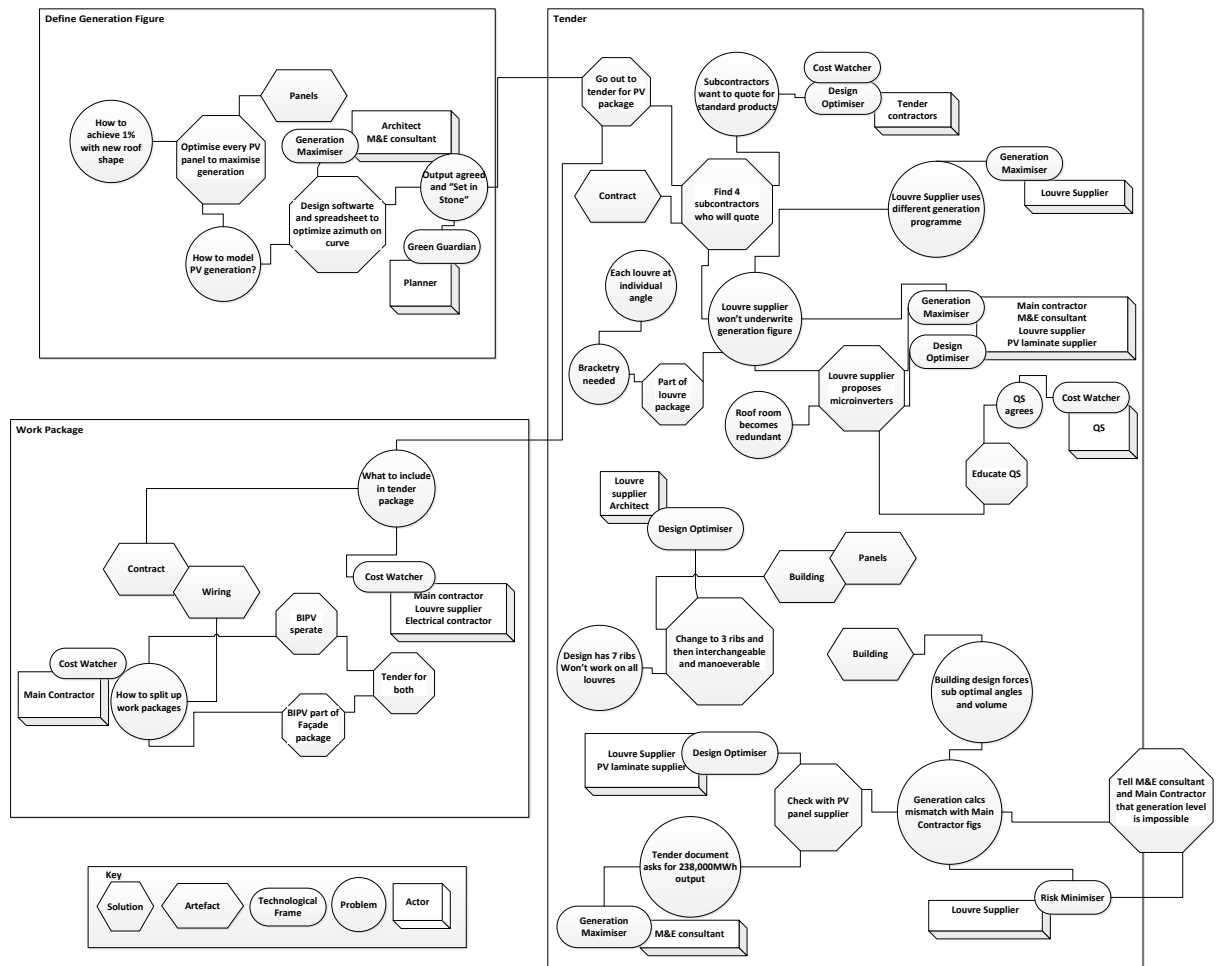 Define Generation Figure
Panels
How to
achieve 1%
with new roof
shape
Optimise every PV
panel to maximise
generation
Generation
Maximiser
Architect
M&E consultant
Design softwarte
and spreadsheet to
optimize azimuth on
curve
Output agreed
and "Set in
Stone"
How to model
PV generation?
Green Guardian
Planner
Work Package
What to include
in tender
package
Contract
Wiring
Cost Watcher
Main contractor
Louvre supplier
Electrical contractor
BIPV
sperate
Cost Watcher
Main Contractor
How to split up
work packages
Tender for
both
BIPV part of
Façade
package
Key
Solution
Artefact
Technological
Frame
Problem
Actor
Tender
Go out to
tender for PV
package
Subcontractors
want to quote for
standard products
Cost Watcher
Design
Optimiser
Tender
contractors
Contract
Find 4
subcontractors
who will quote
Generation
Maximiser
Louvre Supplier
Louvre Supplier uses
different generation
programme
Each louvre at
individual
angle
Louvre supplier
won't underwrite
generation figure
Generation
Maximiser
Design
Optimiser
Main contractor
M&E consultant
Louvre supplier
PV laminate supplier
Bracketry
needed
Part of
louvre
package
Louvre supplier
proposes
microinverters
Roof room
becomes
redundant
QS
agrees
Cost Watcher
QS
Educate QS
Louvre
supplier
Architect
Design Optimiser
Panels
Building
Design has 7 ribs
Won't work on all
louvres
Change to 3 ribs and
then interchangeable
and manoeverable
Building
Building design forces
sub optimal angles
and volume
Louvre Supplier
PV laminate supplier
Design Optimiser
Check with PV
panel supplier
Generation calcs
mismatch with Main
Contractor figs
Tell M&E consultant
and Main Contractor
that generation level
is impossible
Tender document
asks for 238,000MWh
output
Generation
Maximiser
M&E consultant
Louvre Supplier
Risk Minimiser